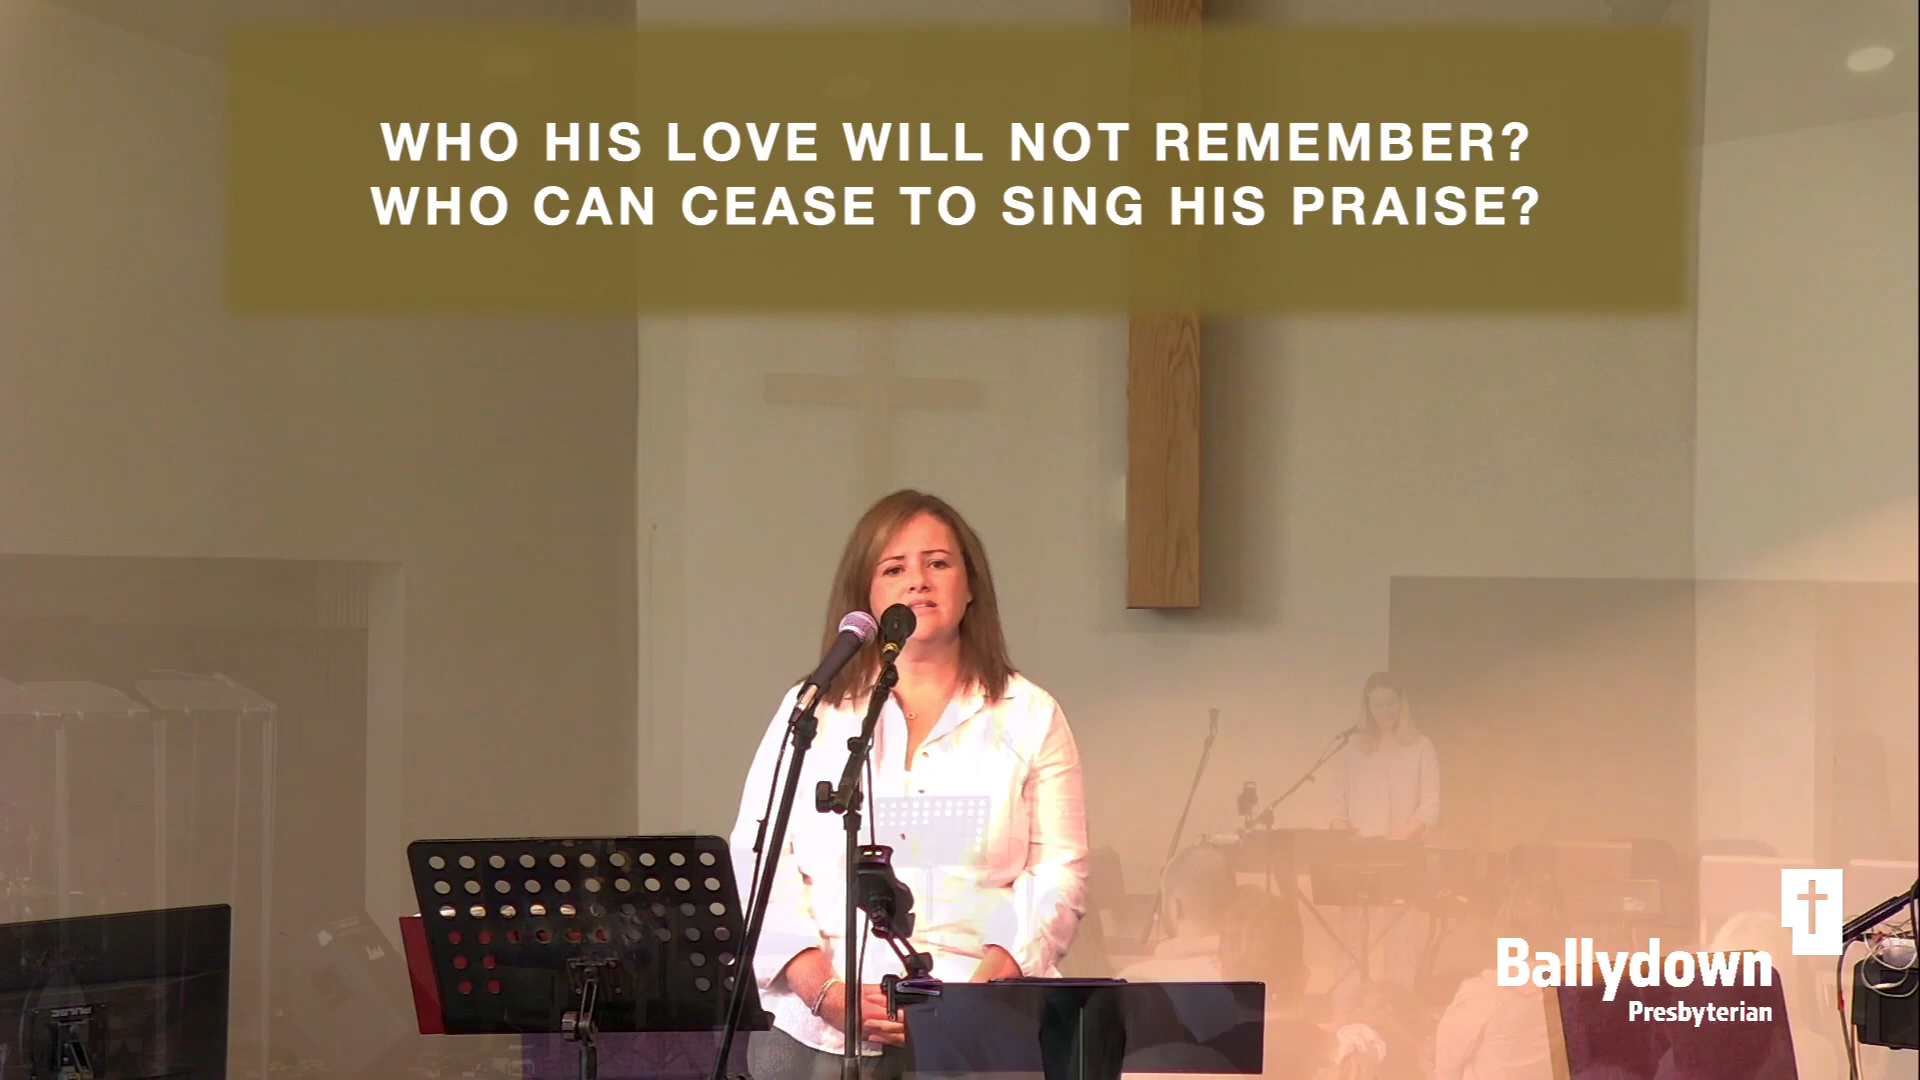 WHO HIS LOVE WILL NOT REMEMBER?
WHO CAN CEASE TO SING HIS PRAISE?
Ballydown
Presbyterian